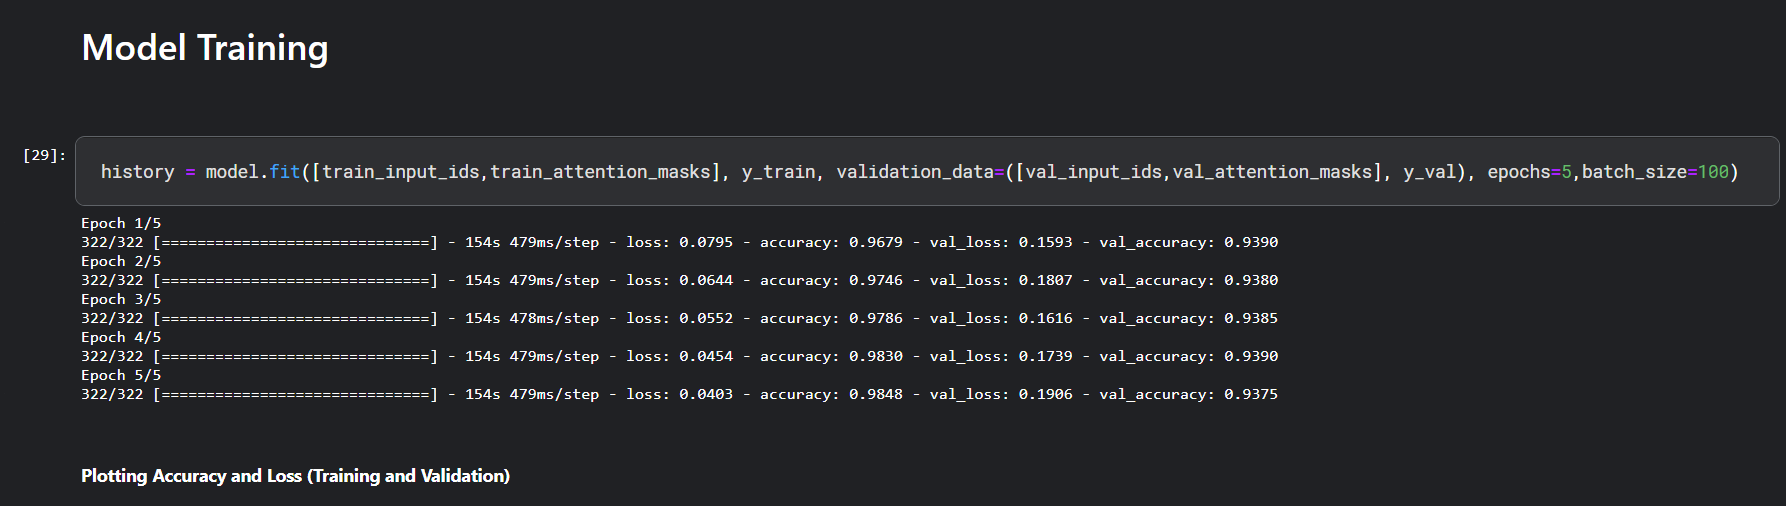 Model Training
[29]:
history = model.fit([train_input_ids,train_attention_masks], y_train, validation_data=([val_input_ids,val_attention_masks], y_val), epochs=5,batch_size=100)
Epoch 1/5
322/322 [==============================] - 154s 479ms/step - loss: 0.0795 - accuracy: 0.9679 - val_loss: 0.1593 - val_accuracy: 0.9390
Epoch 2/5
322/322 [==============================] - 154s 479ms/step - loss: 0.0644 - accuracy: 0.9746 - val_loss: 0.1807 - val_accuracy: 0.9380
Epoch 3/5
322/322 [==============================] - 154s 478ms/step - loss: 0.0552 - accuracy: 0.9786 - val_loss: 0.1616 - val_accuracy: 0.9385
Epoch 4/5
322/322 [==============================] - 154s 479ms/step - loss: 0.0454 - accuracy: 0.9830 - val_loss: 0.1739 - val_accuracy: 0.9390
Epoch 5/5
322/322 [==============================] - 154s 479ms/step - loss: 0.0403 - accuracy: 0.9848 - val_loss: 0.1906 - val_accuracy: 0.9375
Plotting Accuracy and Loss (Training and Validation)